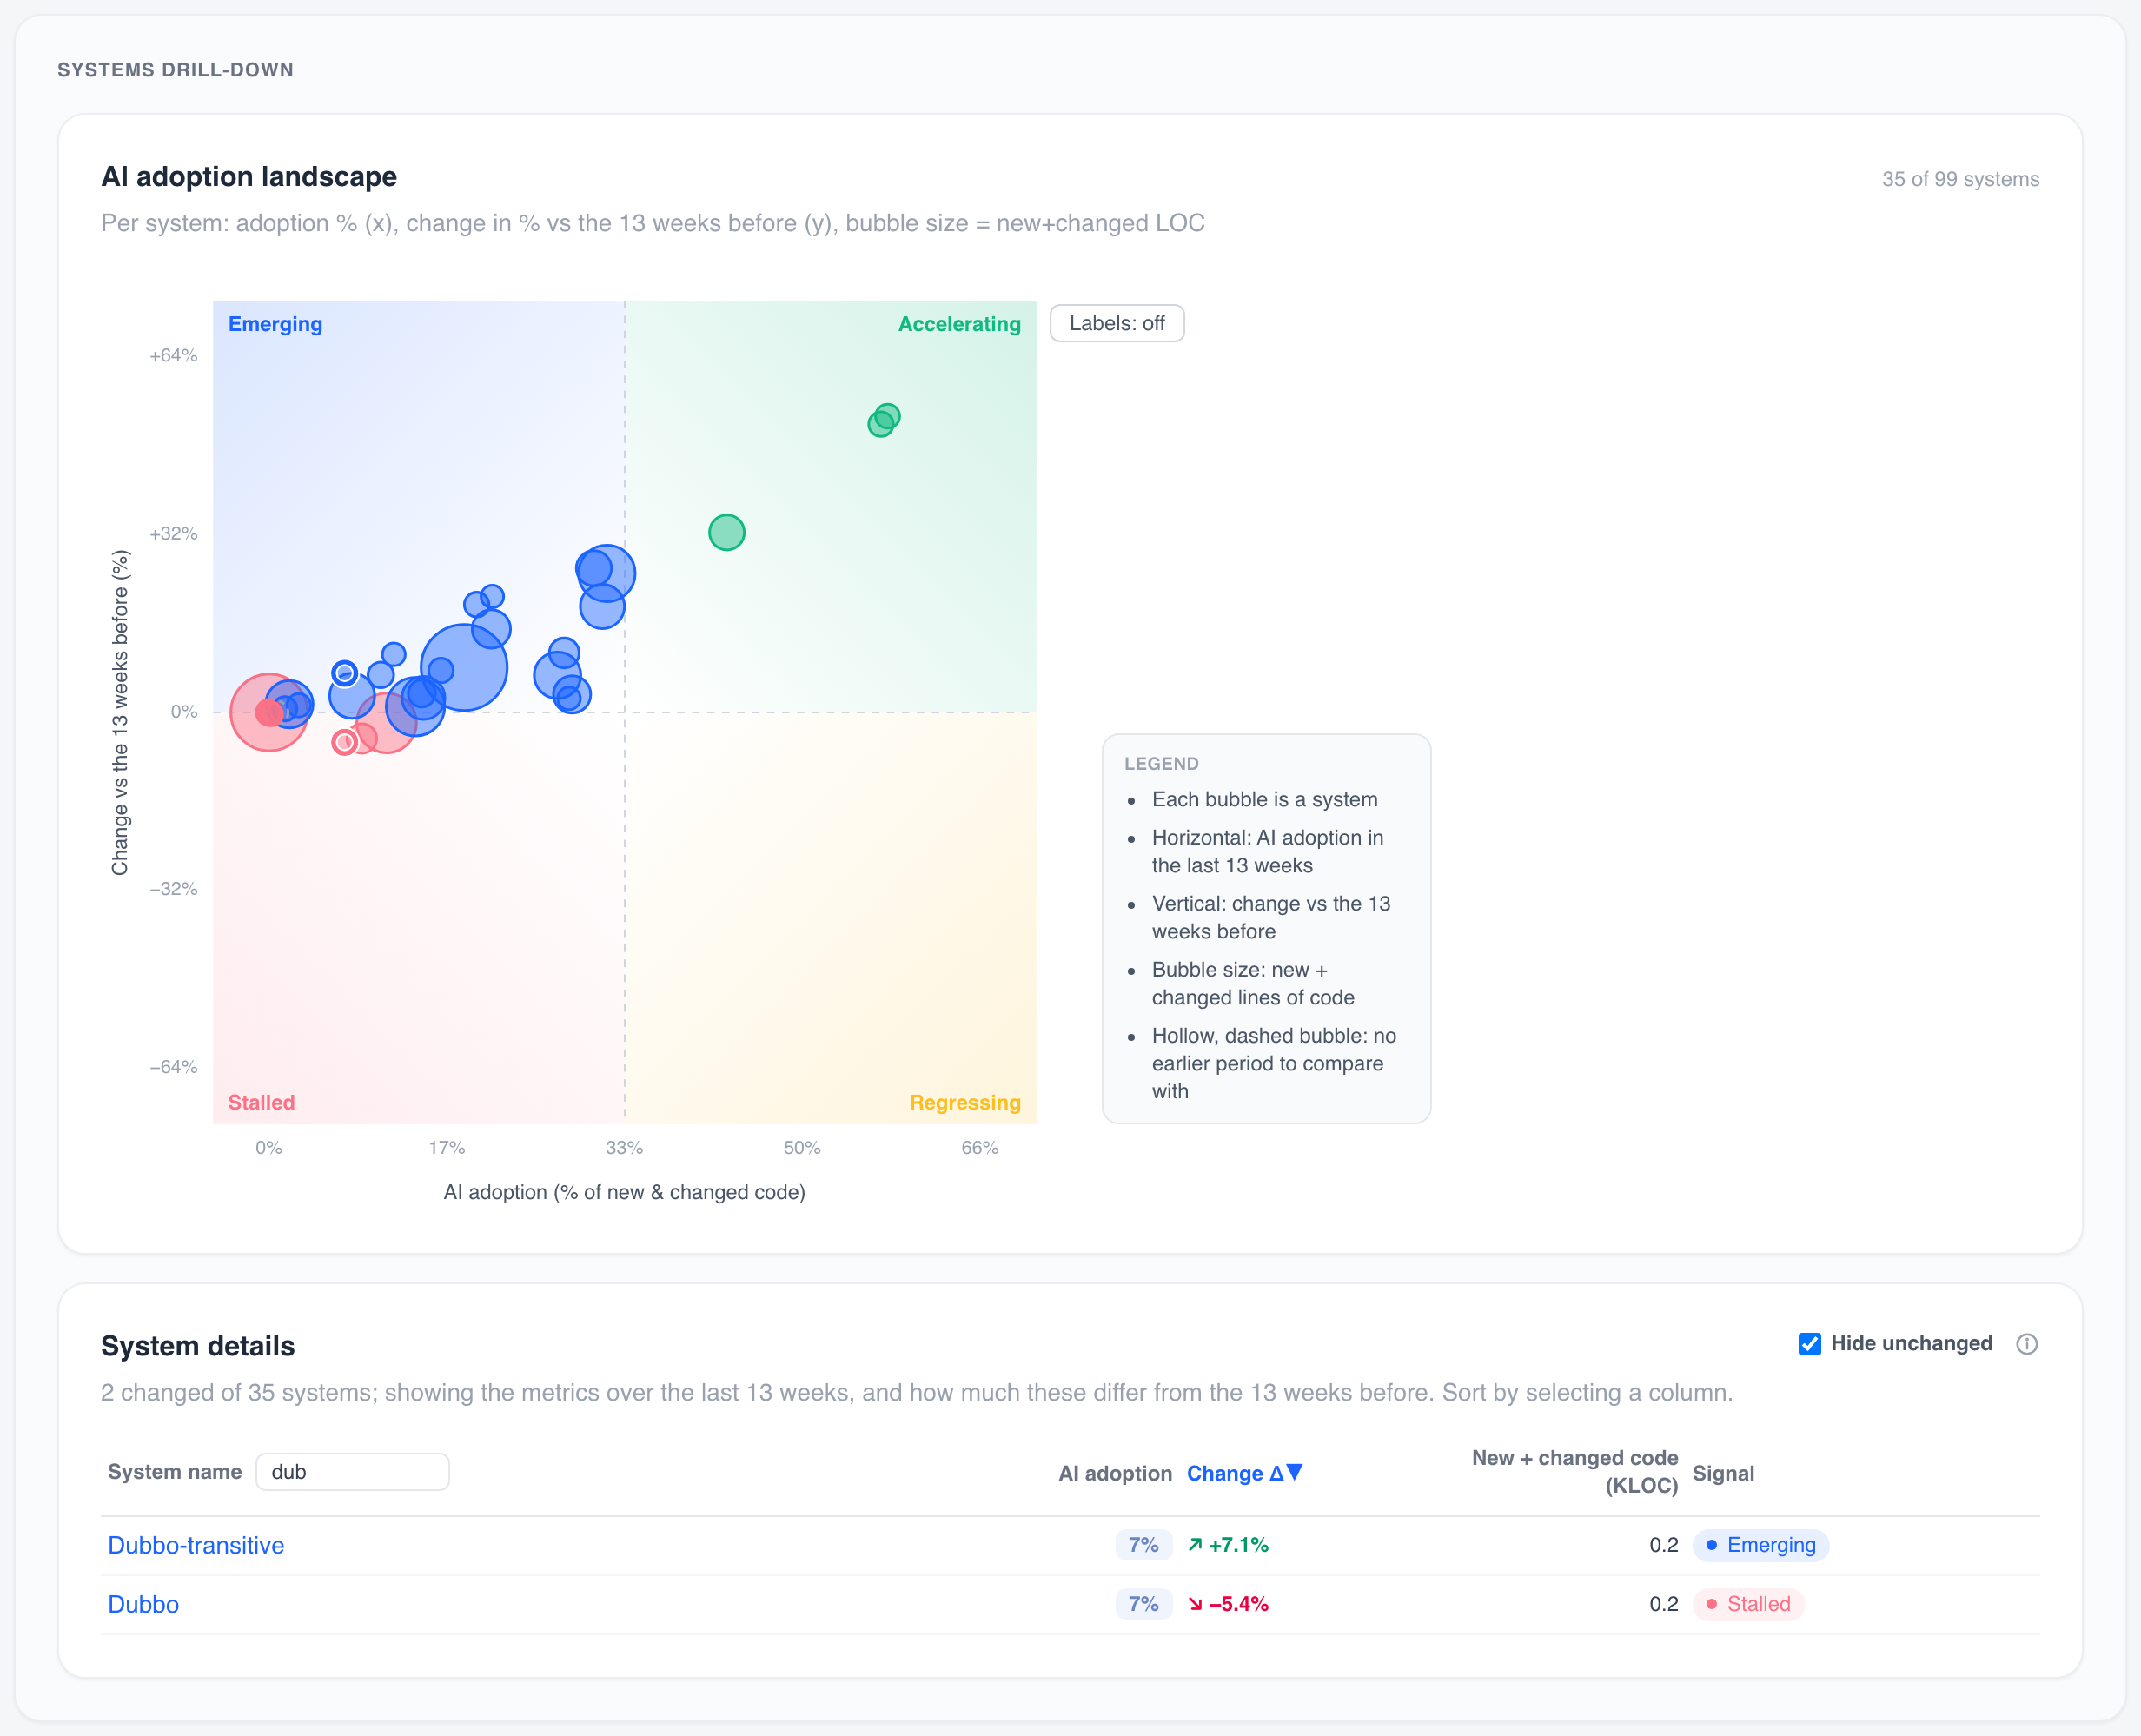 SYSTEMS DRILL-DOWN
AI adoption landscape
35 of 99 systems
Per system: adoption % (x), change in % vs the 13 weeks before (y), bubble size = new+changed LOC
Emerging
Accelerating
Labels: off
+64%
+32%
0%
−32%
−64%
Change vs the 13 weeks before (%)
Stalled
Regressing
0%
17%
33%
50%
66%
AI adoption (% of new & changed code)
LEGEND
• Each bubble is a system
• Horizontal: AI adoption in
the last 13 weeks
• Vertical: change vs the 13
weeks before
• Bubble size: new +
changed lines of code
• Hollow, dashed bubble: no
earlier period to compare
with
System details
Hide unchanged
2 changed of 35 systems; showing the metrics over the last 13 weeks, and how much these differ from the 13 weeks before. Sort by selecting a column.
System name dub
AI adoption
Change Δ▼
New + changed code
(KLOC)
Signal
Dubbo-transitive 7% ↗ +7.1% 0.2 Emerging
Dubbo 7% ↘ −5.4% 0.2 Stalled